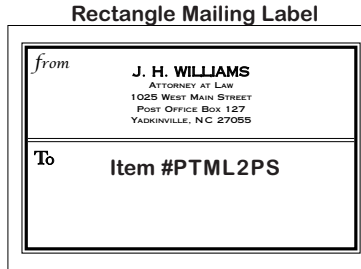 Rectangle Mailing Label
from
J. H. WILLIAMS
ATTORNEY AT LAW
1025 WEST MAIN STREET
POST OFFICE BOX 127
YADKINVILLE, NC 27055
To
Item #PTML2PS